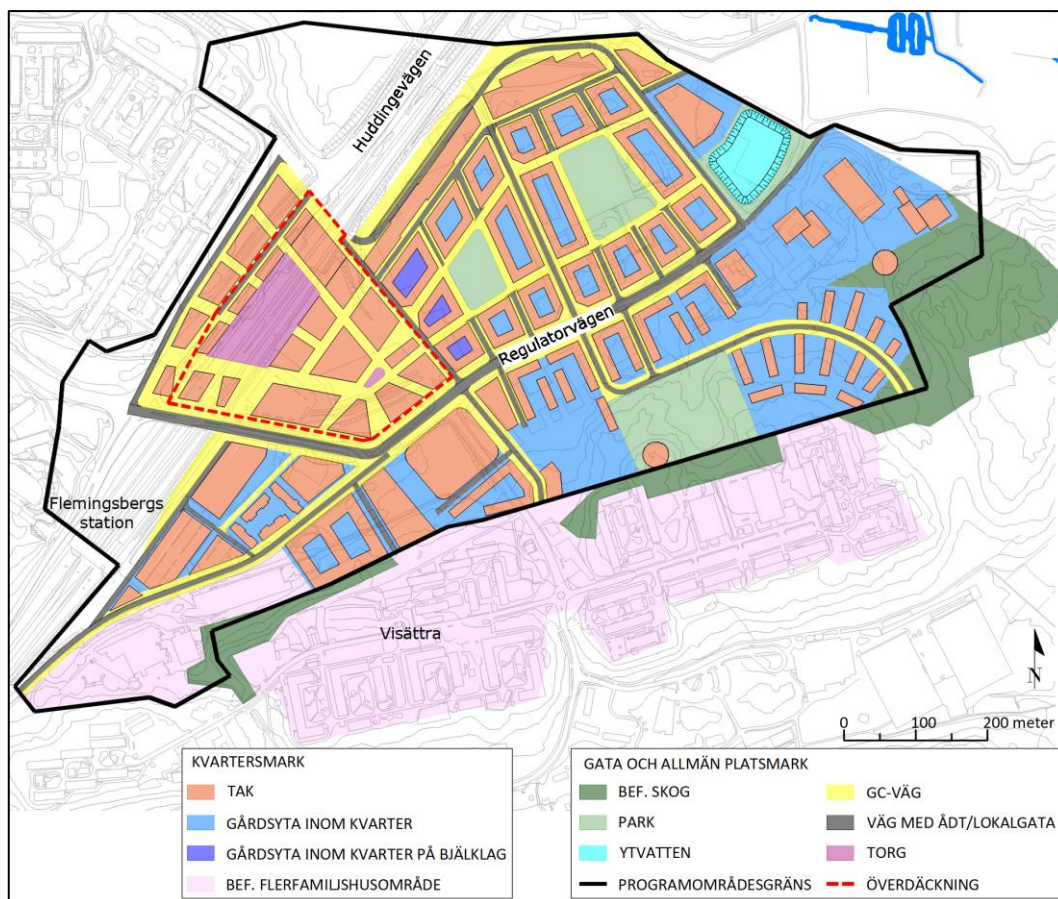 Huddingevägen
Regulatorvägen
Flemingsbergs
station
Visättra
N
0 100 200 meter
KVARTERSMARK
TAK
GÅRDSYTA INOM KVARTER
GÅRDSYTA INOM KVARTER PÅ BJÄLKLAG
BEF. FLERFAMILJSHUSOMRÅDE
GATA OCH ALLMÄN PLATSMARK
BEF. SKOG
PARK
YTVATTEN
PROGRAMOMRÅDESGRÄNS
GC-VÄG
VÄG MED ÅDT/LOKALGATA
TORG
ÖVERDÄCKNING